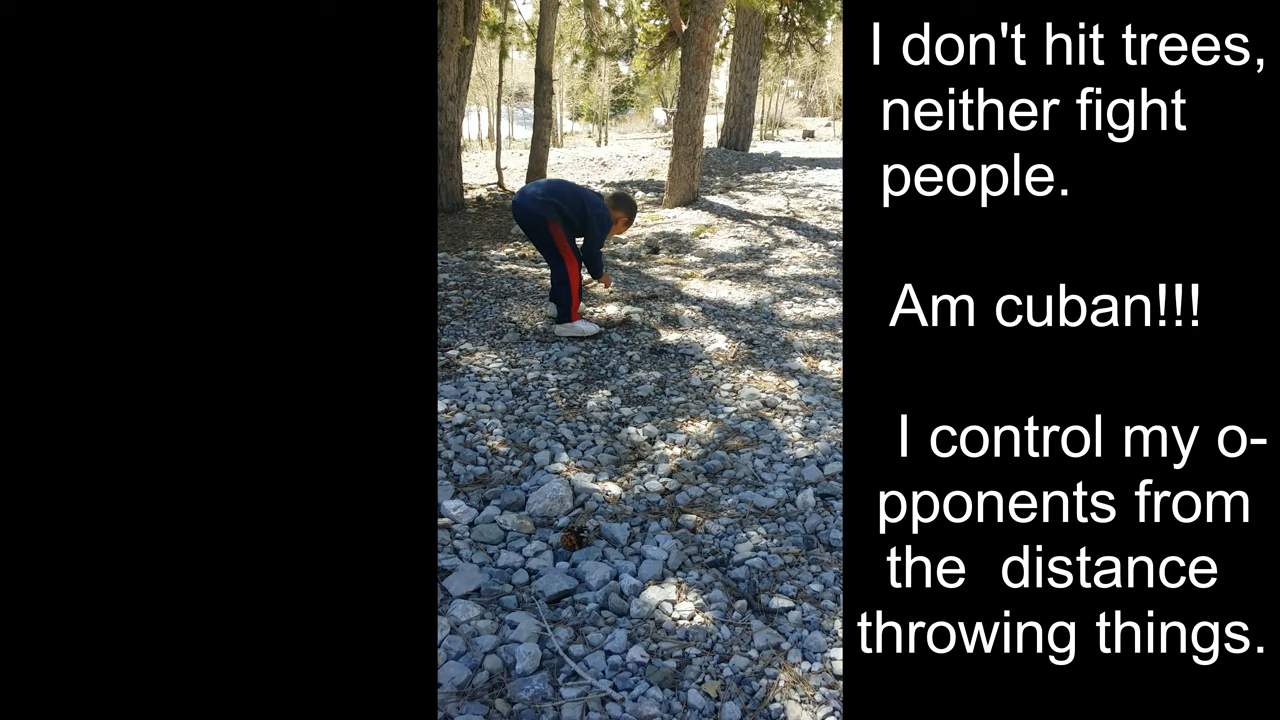 I don't hit trees,
neither fight
people.
Am cuban!!!
I control my o-
pponents from
the  distance
throwing things.